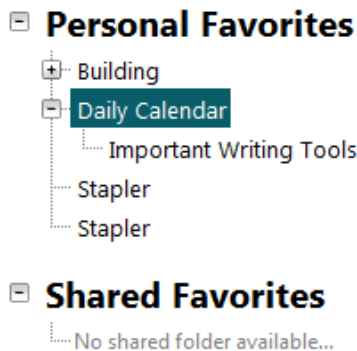 Personal Favorites
Building
Daily Calendar
Important Writing Tools
Stapler
Stapler
Shared Favorites
No shared folder available...